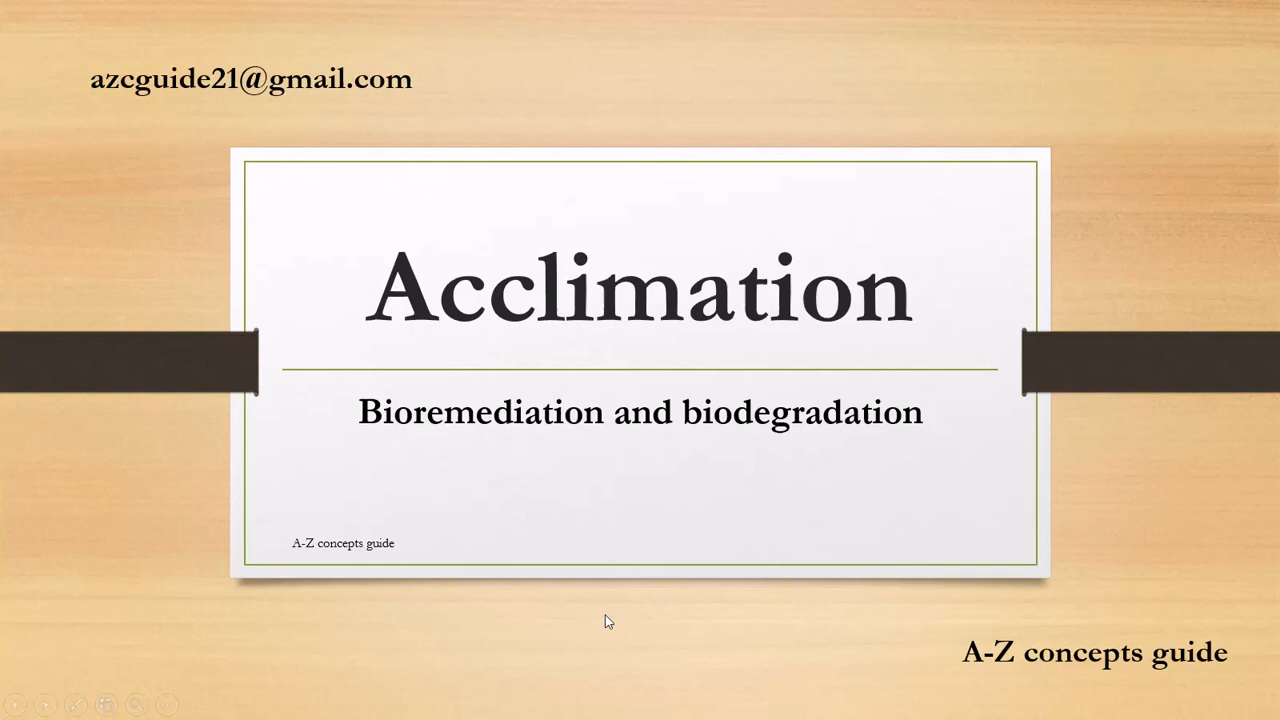 azcguide21@gmail.com
Acclimation
Bioremediation and biodegradation
A-Z concepts guide
A-Z concepts guide